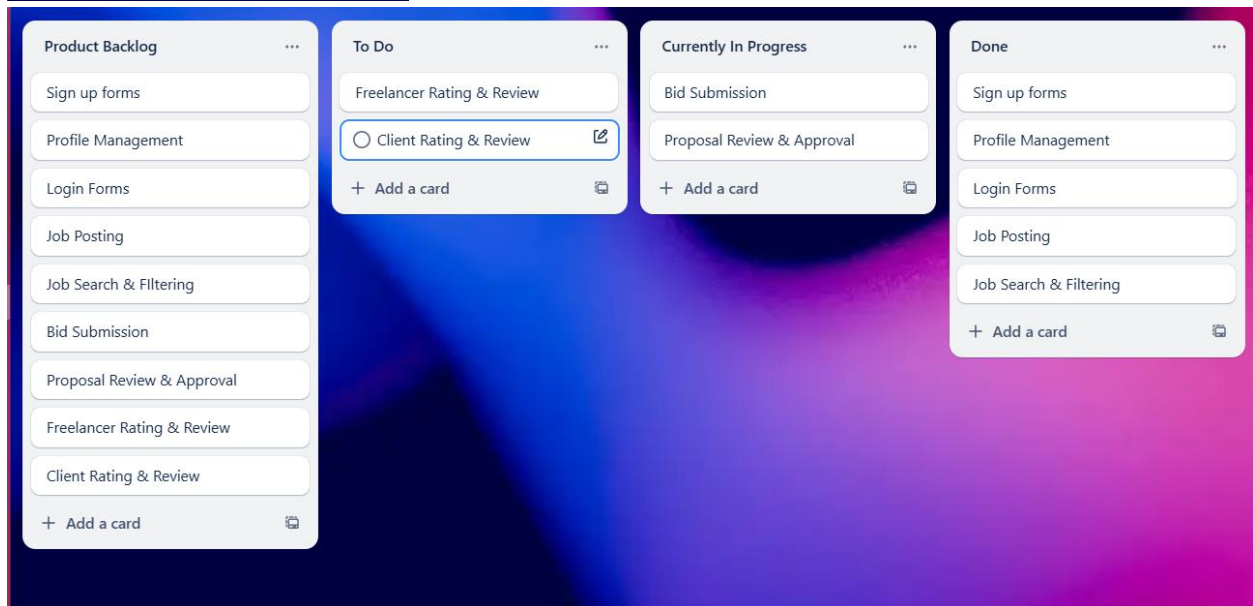 Product Backlog
Sign up forms
Profile Management
Login Forms
Job Posting
Job Search & FIltering
Bid Submission
Proposal Review & Approval
Freelancer Rating & Review
Client Rating & Review
+ Add a card
To Do
Freelancer Rating & Review
Client Rating & Review
+ Add a card
Currently In Progress
Bid Submission
Proposal Review & Approval
+ Add a card
Done
Sign up forms
Profile Management
Login Forms
Job Posting
Job Search & Filtering
+ Add a card